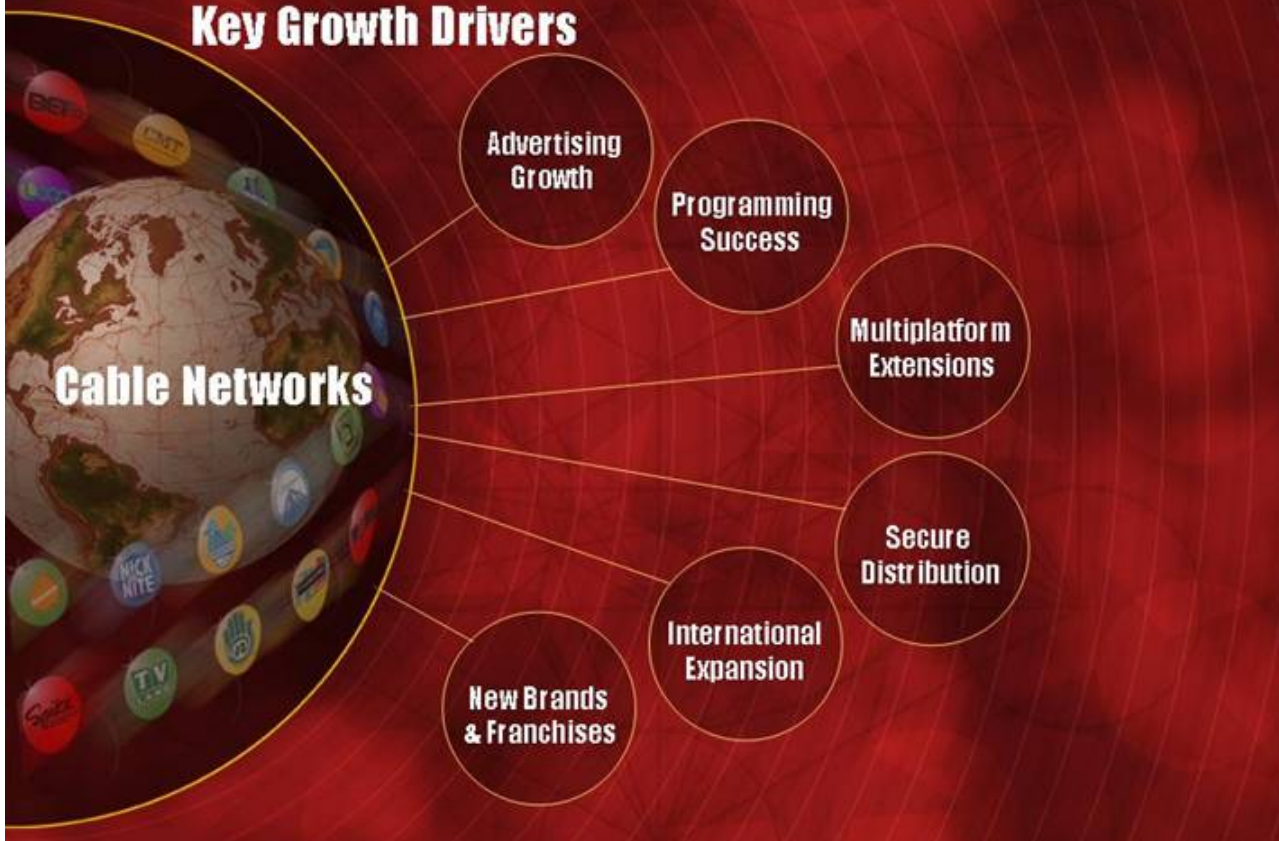 Key Growth Drivers
BET
CMT
Advertising
Growth
Programming
Success
Multiplatform
Extensions
Cable Networks
Secure
Distribution
NICK
NITE
International
Expansion
TV
Spike
New Brands
& Franchises